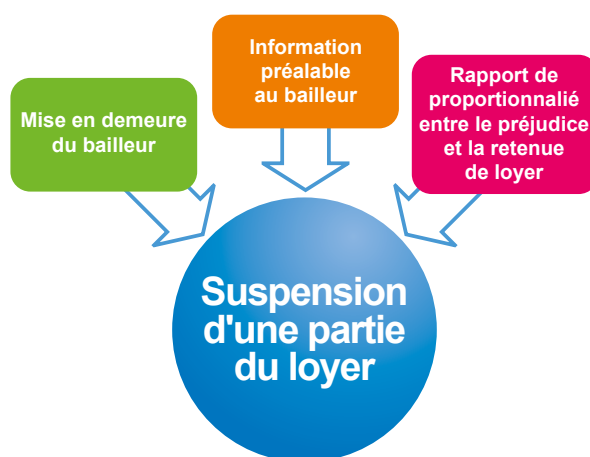 Mise en demeure
du bailleur
Information
préalable
au bailleur
Rapport de
proportionnalié
entre le préjudice
et la retenue
de loyer
Suspension
d'une partie
du loyer